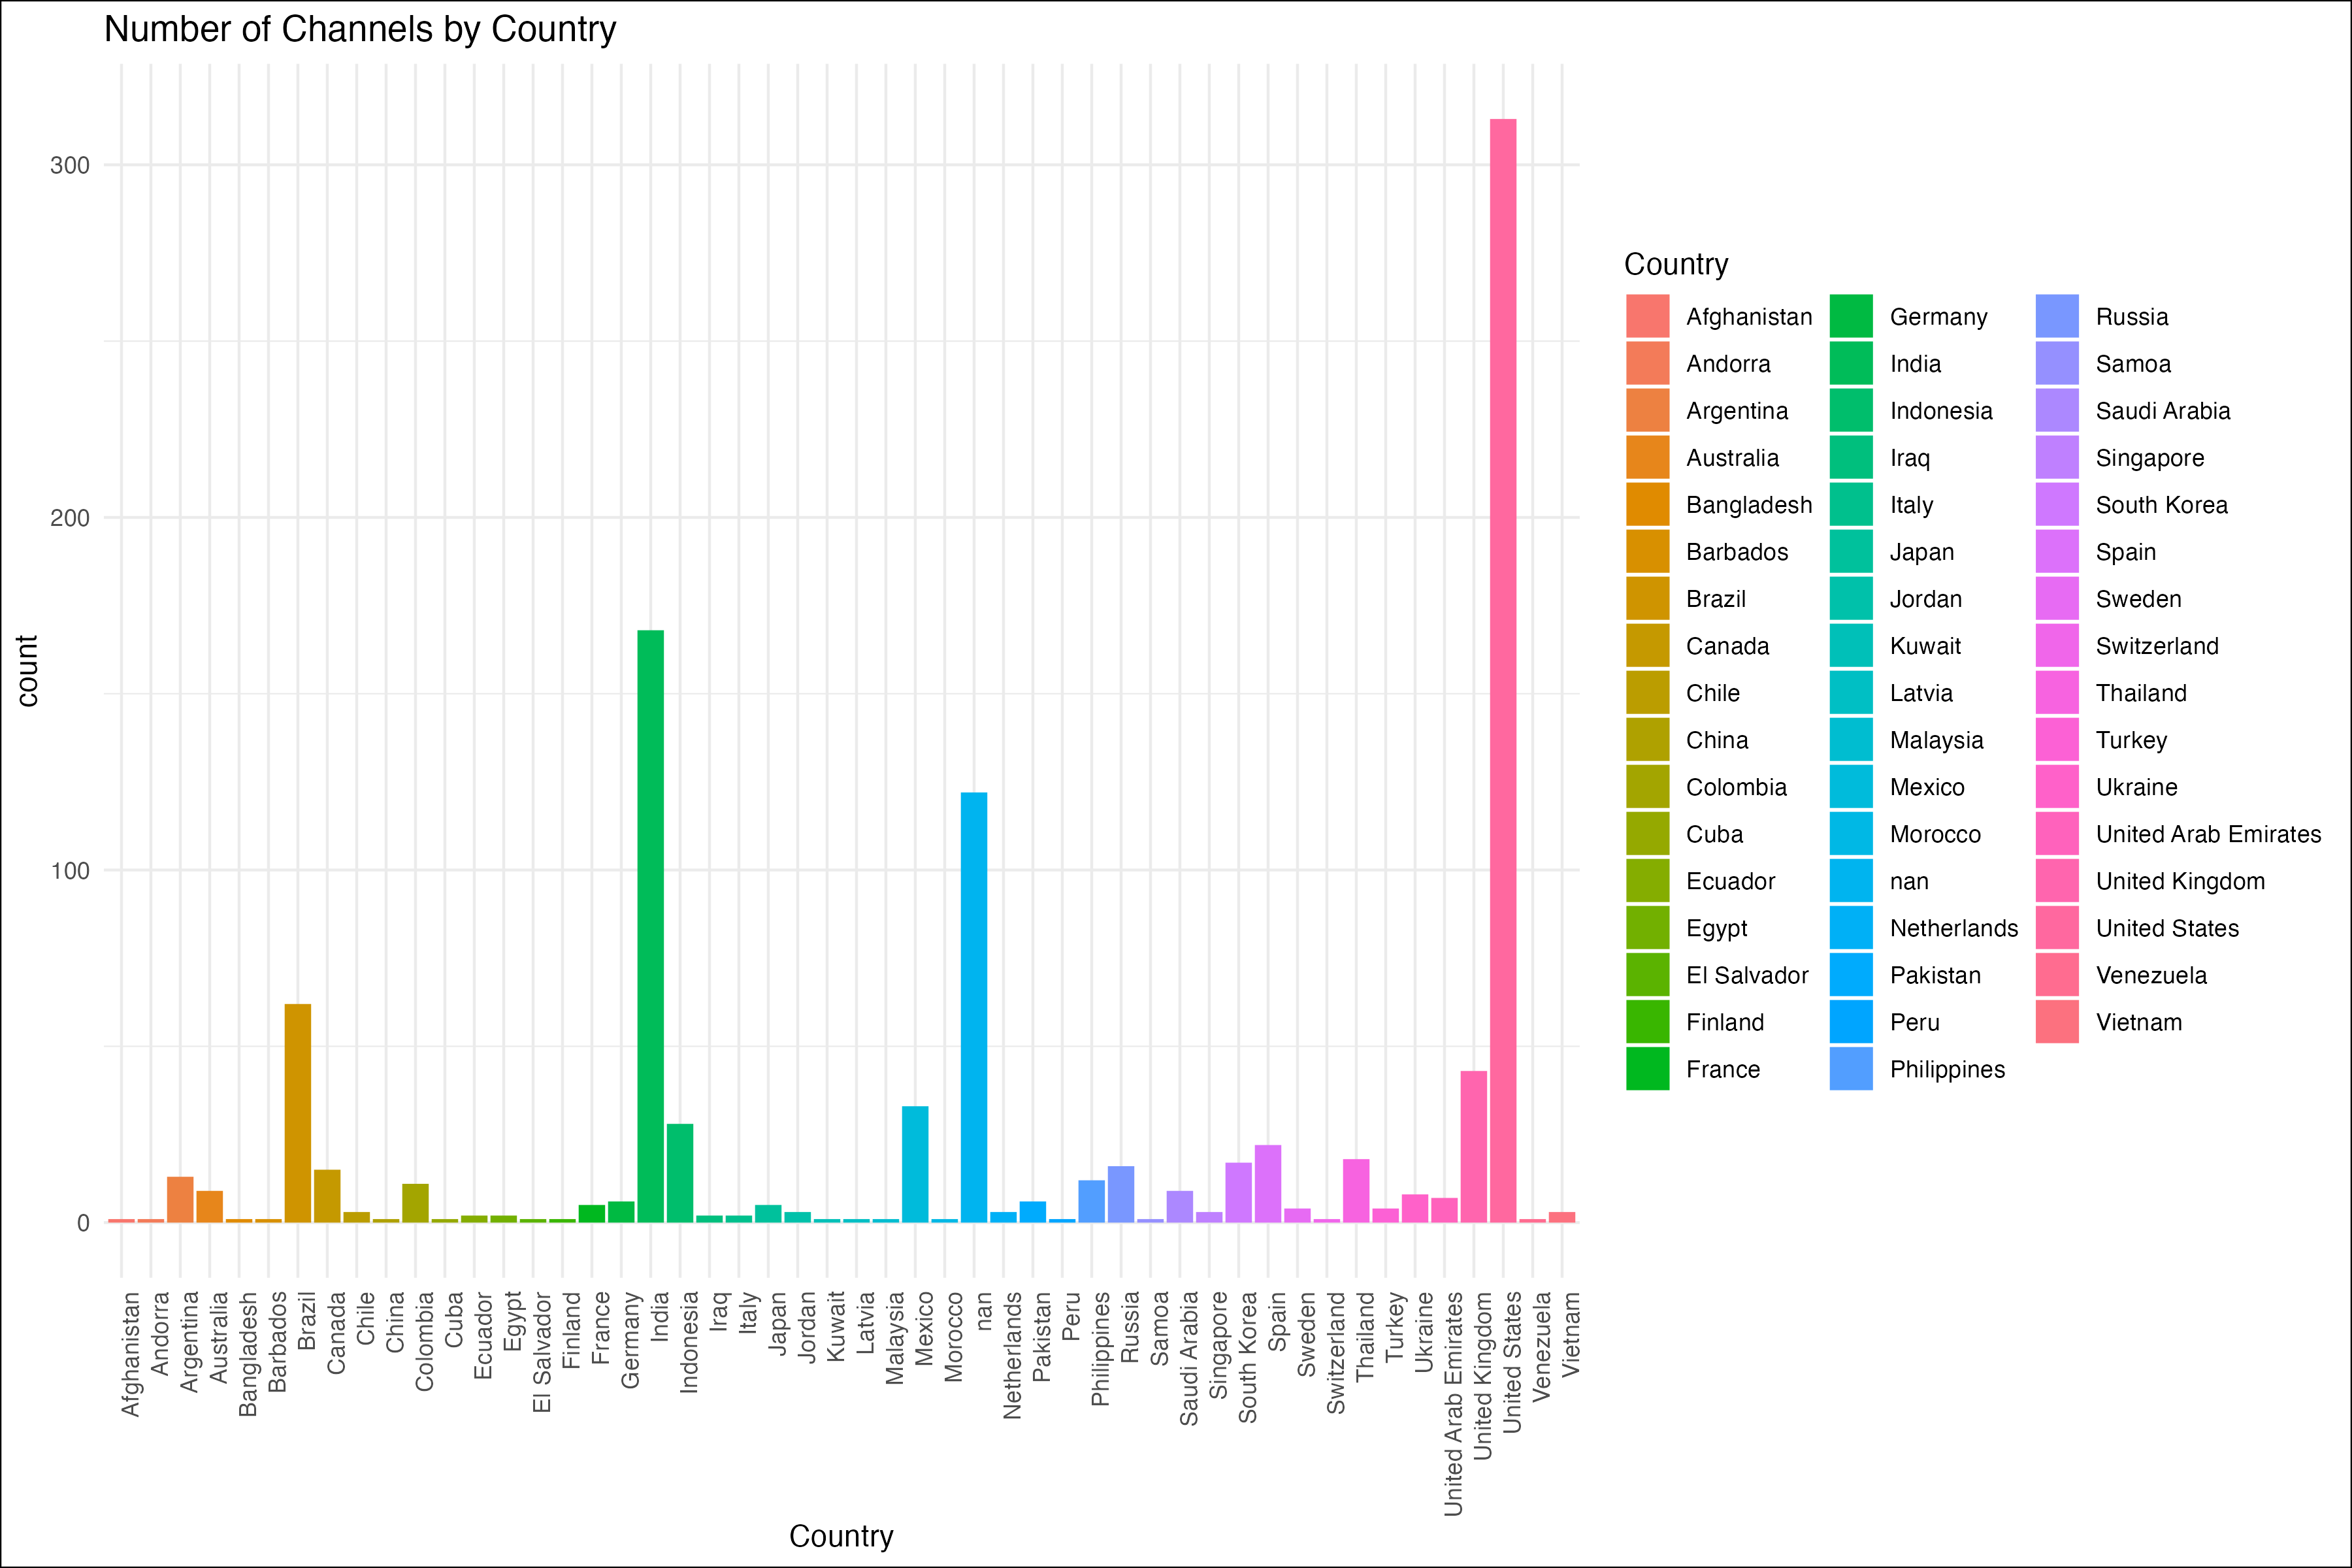 Number of Channels by Country
count
300
200
100
0
Afghanistan
Andorra
Argentina
Australia
Bangladesh
Barbados
Brazil
Canada
Chile
China
Colombia
Cuba
Ecuador
Egypt
El Salvador
Finland
France
Germany
India
Indonesia
Iraq
Italy
Japan
Jordan
Kuwait
Latvia
Malaysia
Mexico
Morocco
nan
Netherlands
Pakistan
Peru
Philippines
Russia
Samoa
Saudi Arabia
Singapore
South Korea
Spain
Sweden
Switzerland
Thailand
Turkey
Ukraine
United Arab Emirates
United Kingdom
United States
Venezuela
Vietnam
Country
Country
Afghanistan
Andorra
Argentina
Australia
Bangladesh
Barbados
Brazil
Canada
Chile
China
Colombia
Cuba
Ecuador
Egypt
El Salvador
Finland
France
Germany
India
Indonesia
Iraq
Italy
Japan
Jordan
Kuwait
Latvia
Malaysia
Mexico
Morocco
nan
Netherlands
Pakistan
Peru
Philippines
Russia
Samoa
Saudi Arabia
Singapore
South Korea
Spain
Sweden
Switzerland
Thailand
Turkey
Ukraine
United Arab Emirates
United Kingdom
United States
Venezuela
Vietnam